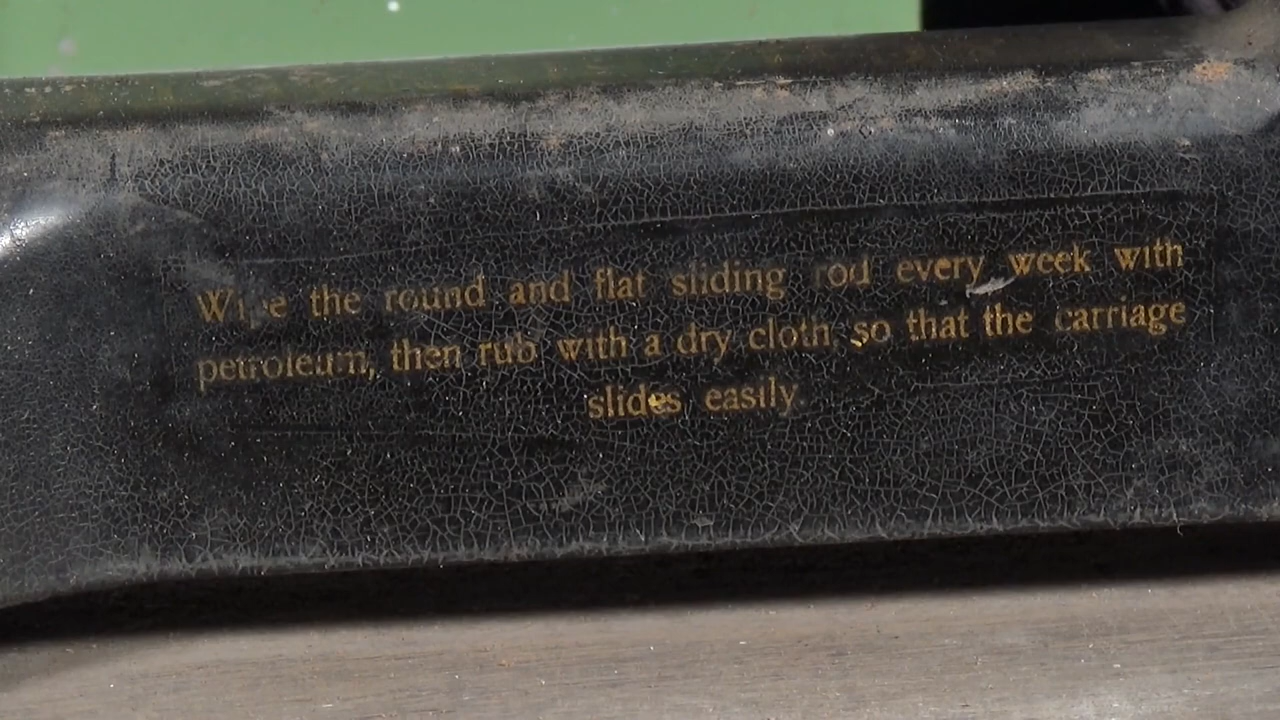 Wipe the round and flat sliding rod every week with
petroleum, then rub with a dry cloth so that the carriage
slides easily.